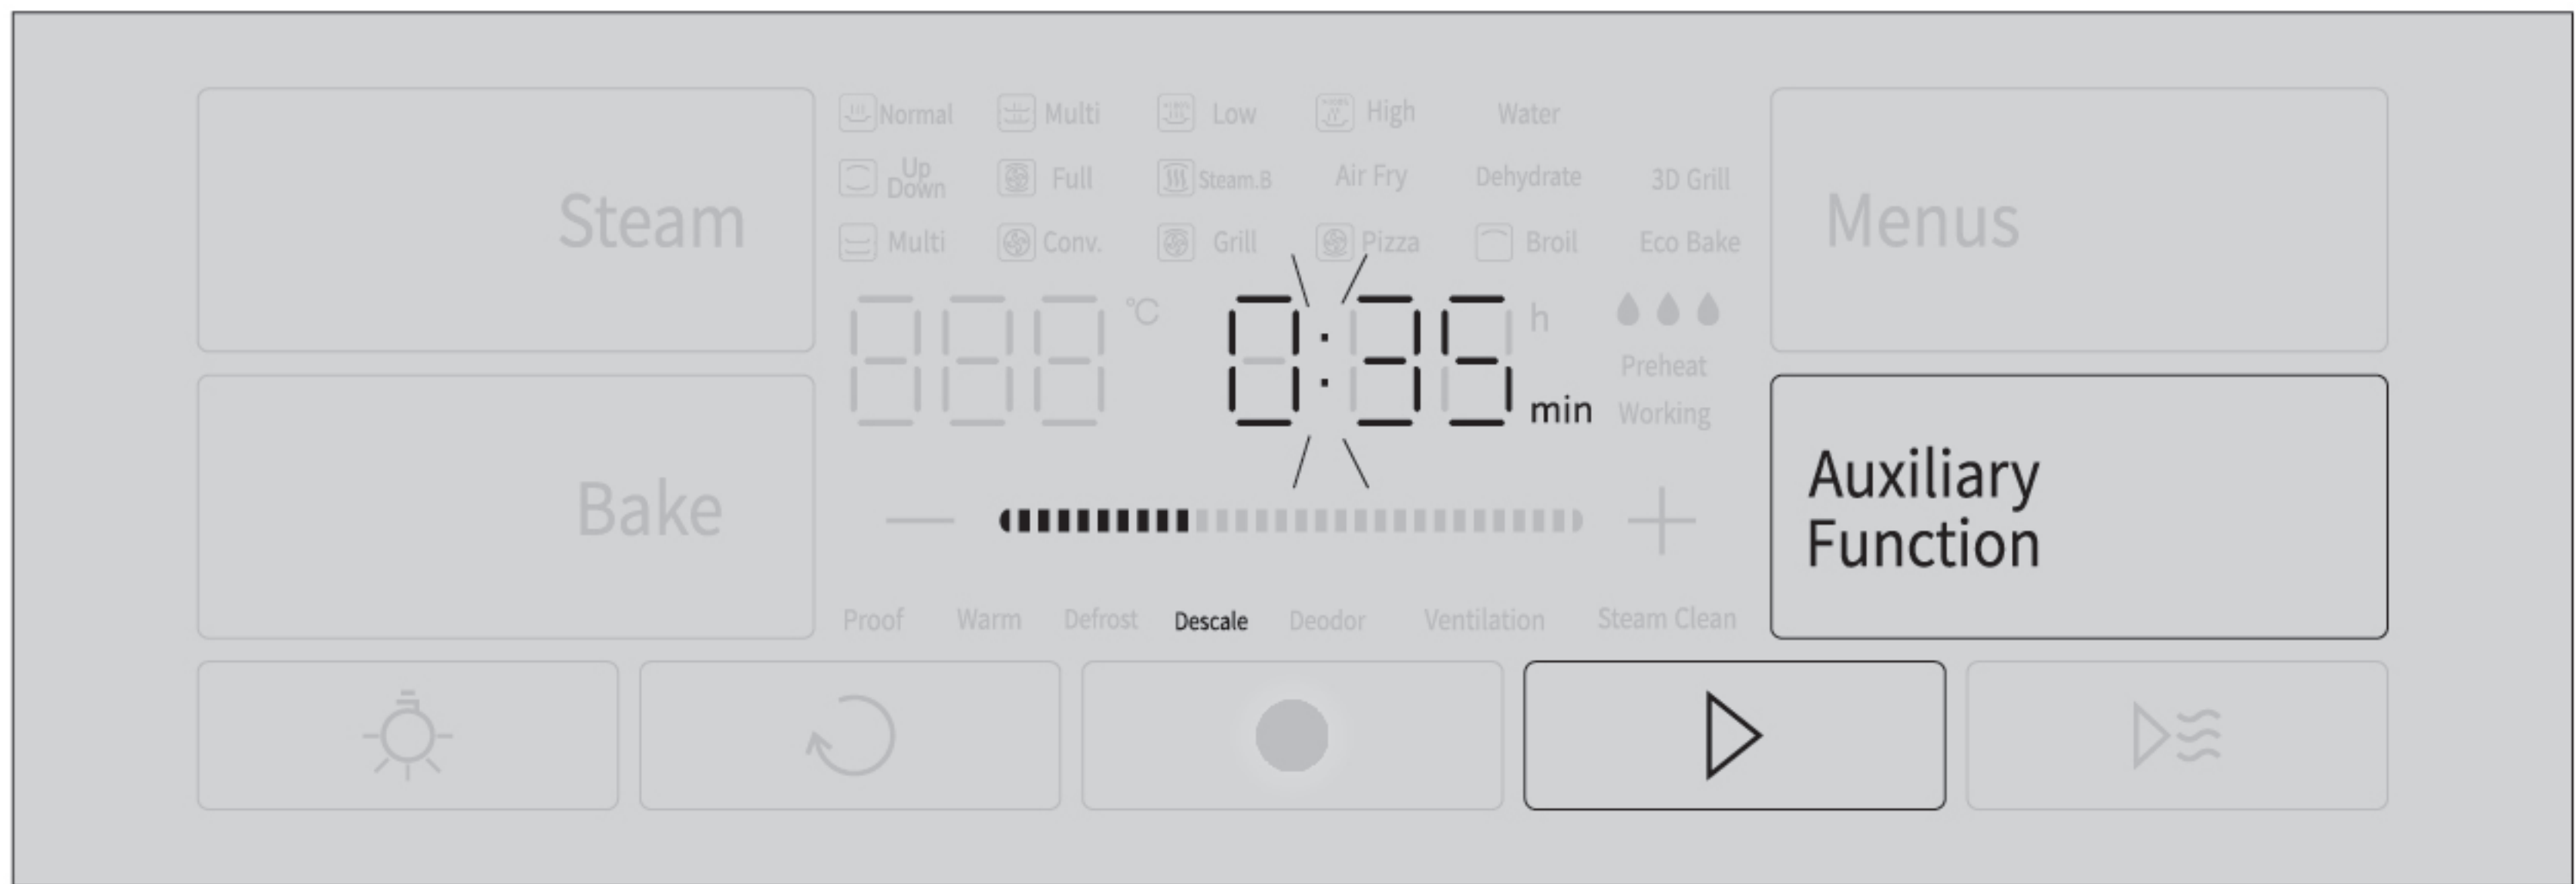 Normal Multi Low High Water
Up Down Full Steam.B Air Fry Dehydrate 3D Grill
Multi Conv. Grill Pizza Broil Eco Bake
Steam
Menus
°C 0:35 h
min
Preheat
Working
Bake
Auxiliary
Function
Proof Warm Defrost Descale Deodor Ventilation Steam Clean